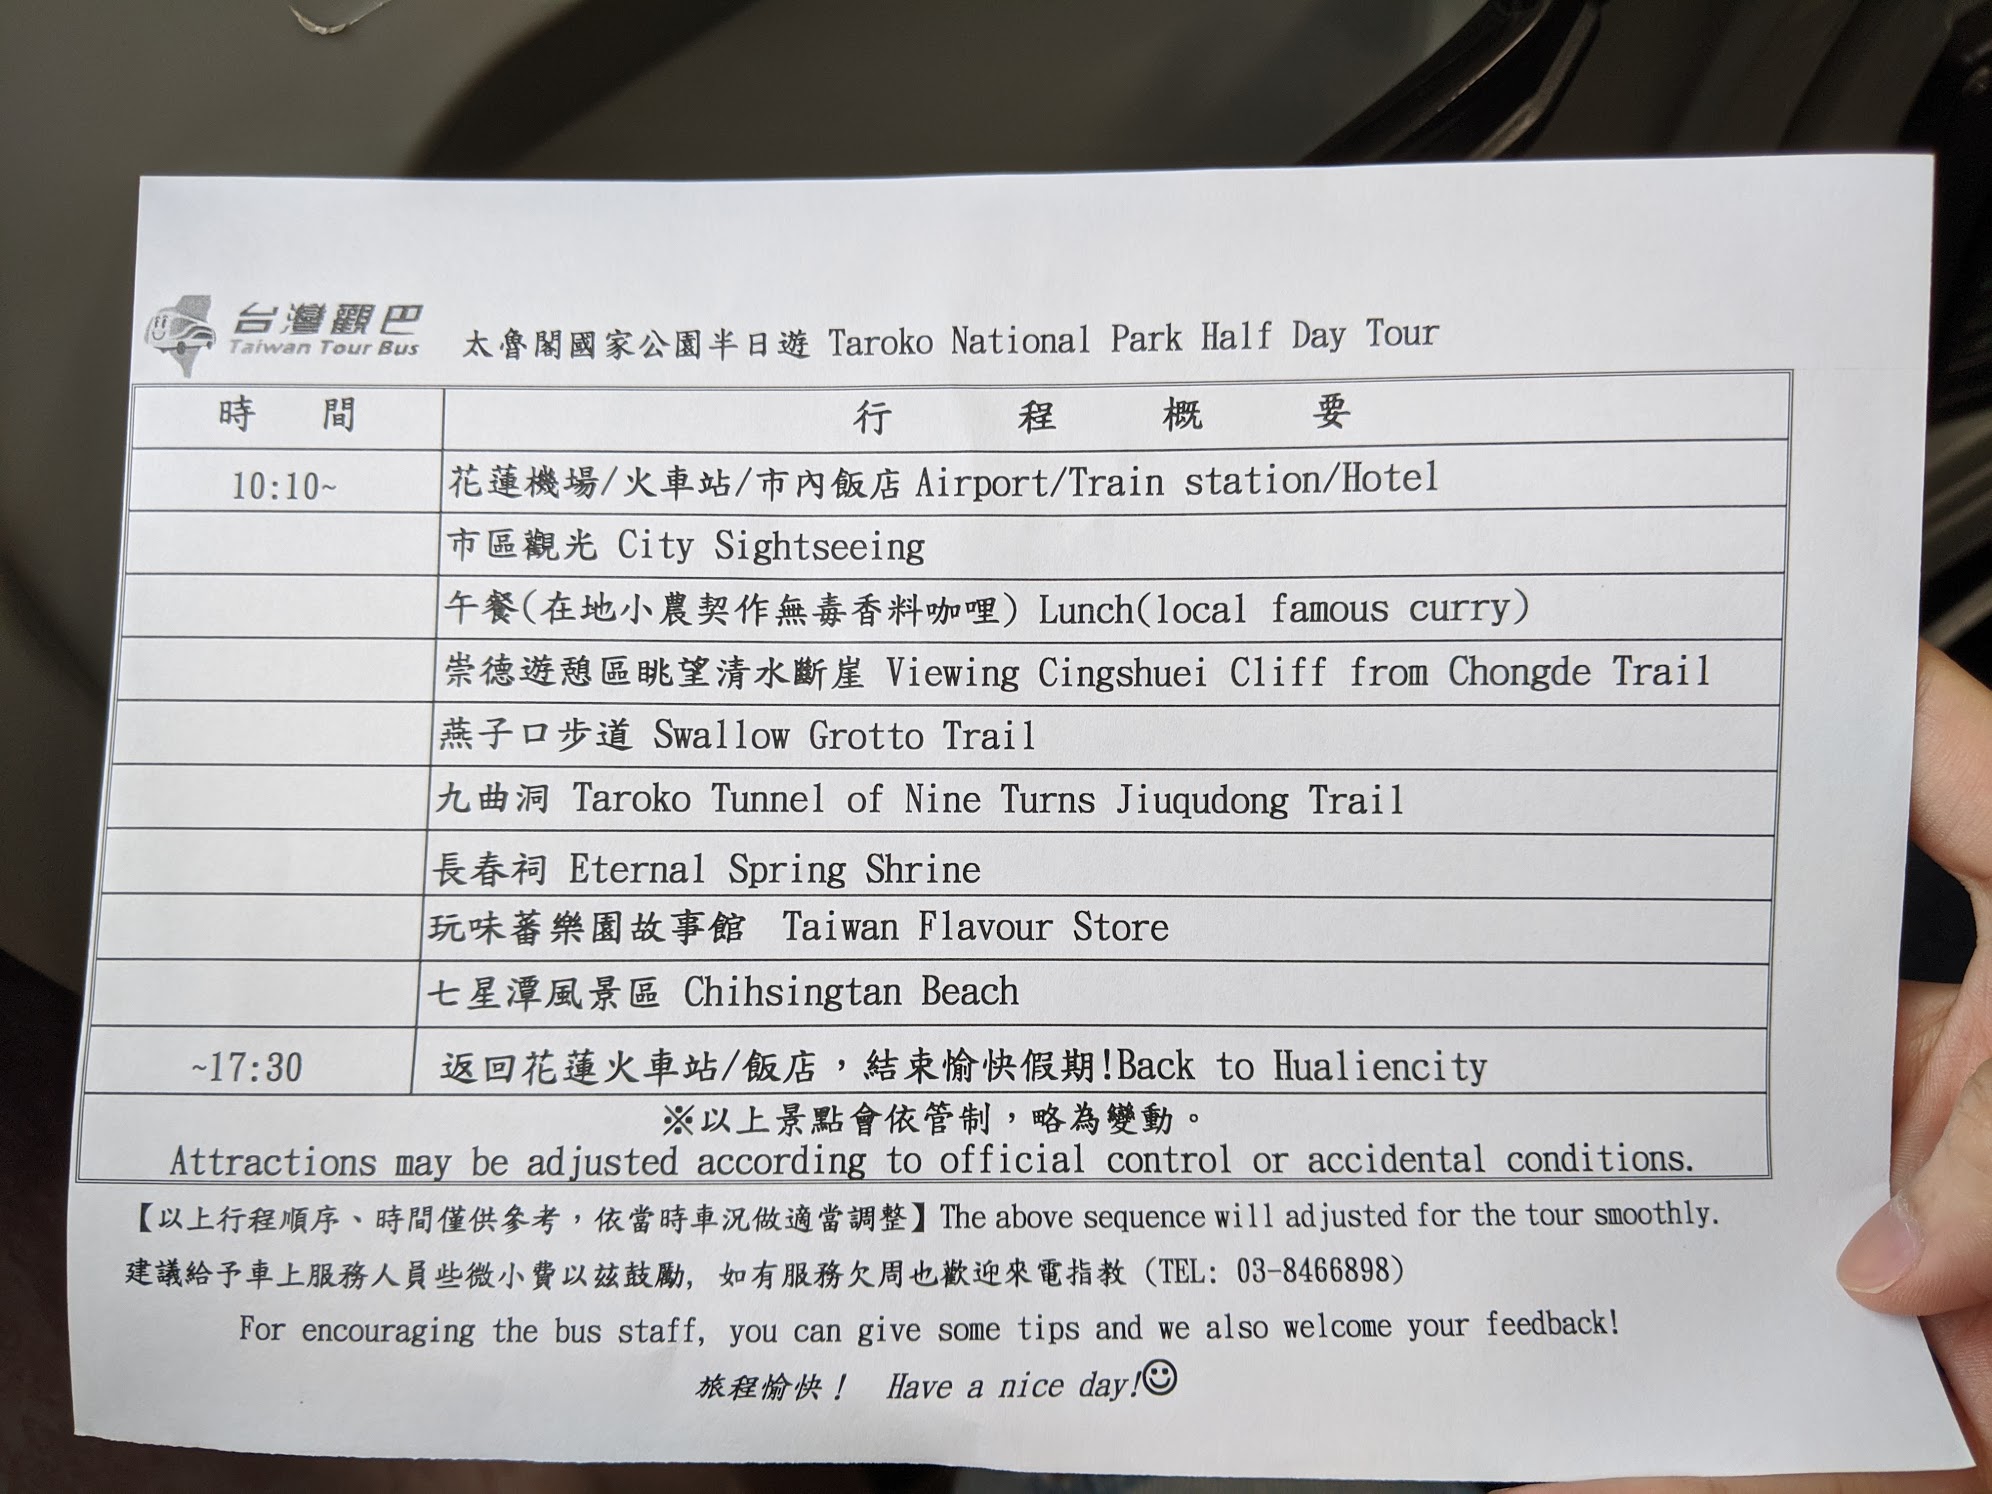 台灣觀巴
Taiwan Tour Bus
太魯閣國家公園半日遊 Taroko National Park Half Day Tour
時 間 行 程 概 要
10:10~ 花蓮機場/火車站/市內飯店 Airport/Train station/Hotel
市區觀光 City Sightseeing
午餐(在地小農契作無毒香料咖哩) Lunch(local famous curry)
崇德遊憩區眺望清水斷崖 Viewing Cingshuei Cliff from Chongde Trail
燕子口步道 Swallow Grotto Trail
九曲洞 Taroko Tunnel of Nine Turns Jiuqudong Trail
長春祠 Eternal Spring Shrine
玩味蕃樂園故事館 Taiwan Flavour Store
七星潭風景區 Chihsingtan Beach
~17:30 返回花蓮火車站/飯店，結束愉快假期!Back to Hualiencity
※以上景點會依管制，略為變動。
Attractions may be adjusted according to official control or accidental conditions.
【以上行程順序、時間僅供參考，依當時車況做適當調整】The above sequence will adjusted for the tour smoothly.
建議給予車上服務人員些微小費以茲鼓勵, 如有服務欠周也歡迎來電指教 (TEL: 03-8466898)
For encouraging the bus staff, you can give some tips and we also welcome your feedback!
旅程愉快！ Have a nice day!☺